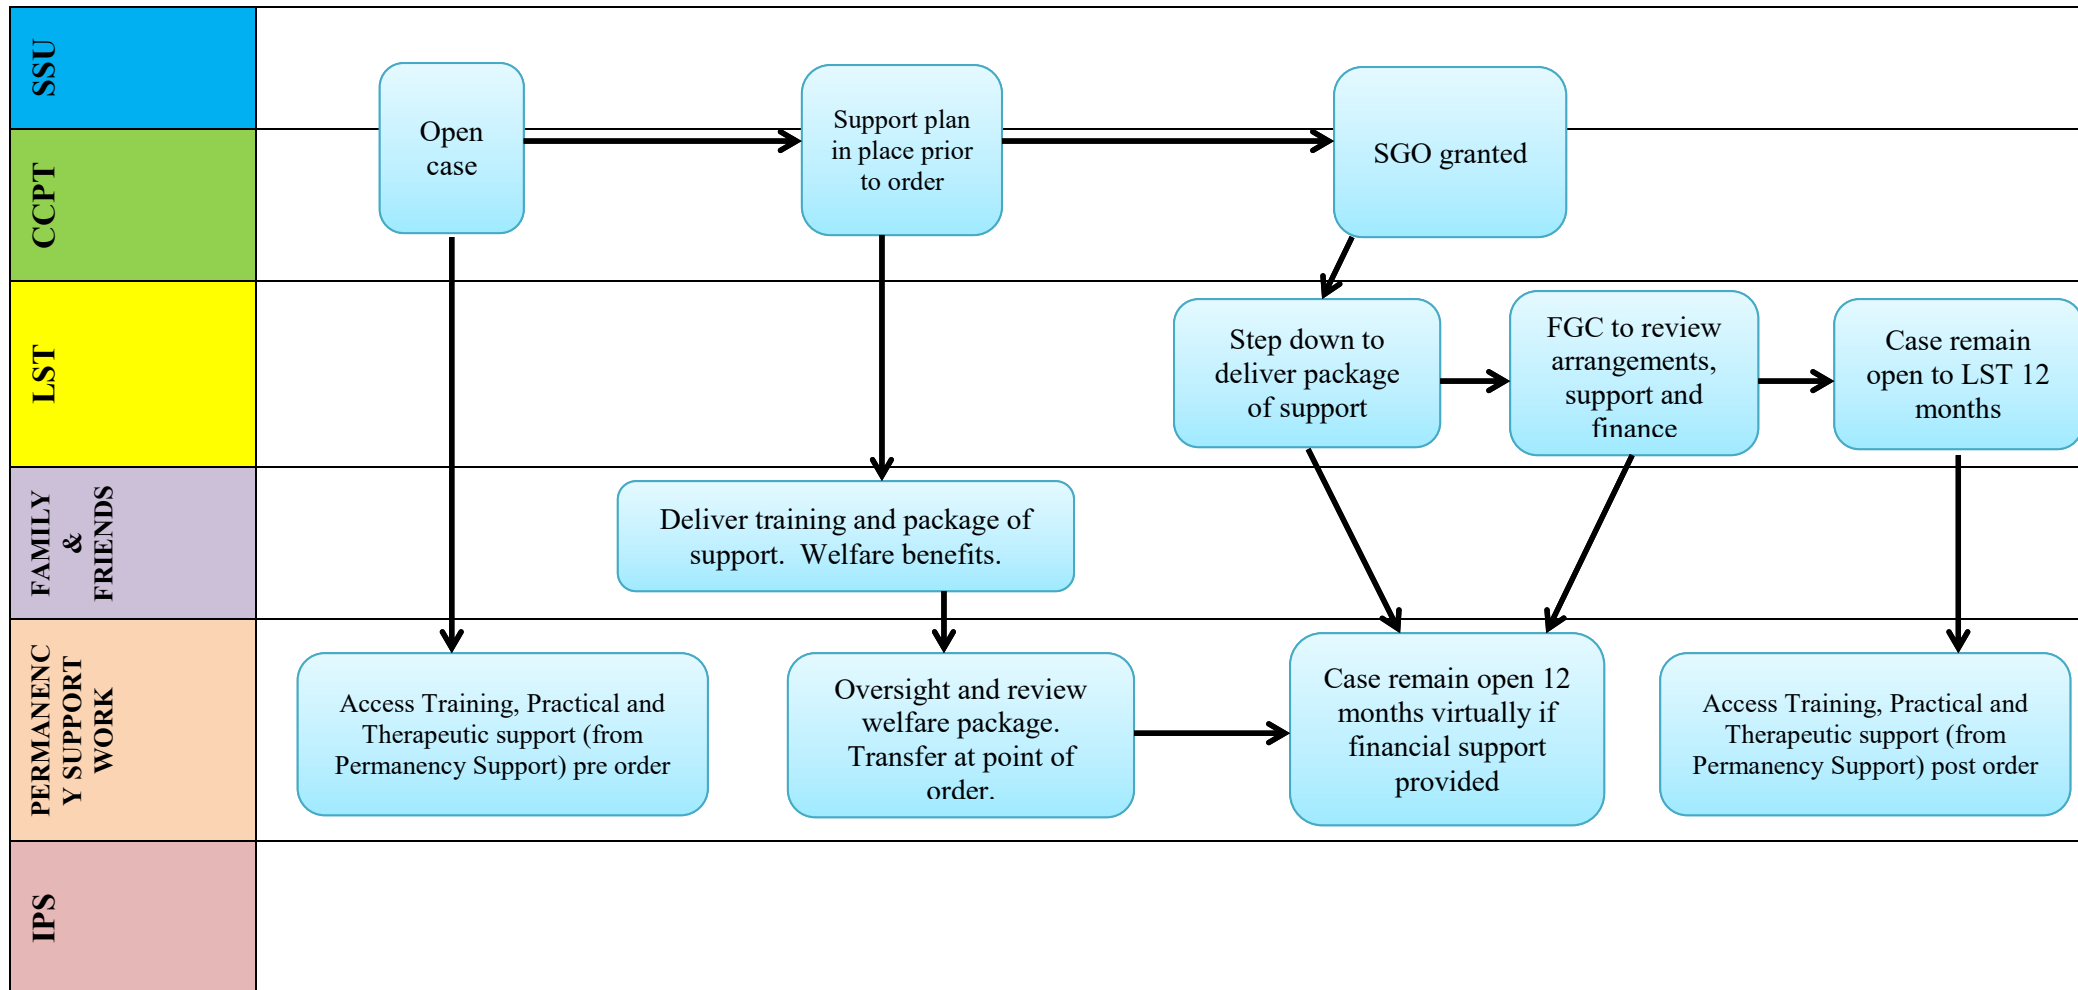 SSU
Open
case
Support plan
in place prior
to order
SGO granted
CCPT
LST
Step down to
deliver package
of support
FGC to review
arrangements,
support and
finance
Case remain
open to LST 12
months
FAMILY
&
FRIENDS
Deliver training and package of
support.  Welfare benefits.
PERMANENC
Y SUPPORT
WORK
Access Training, Practical and
Therapeutic support (from
Permanency Support) pre order
Oversight and review
welfare package.
Transfer at point of
order.
Case remain open 12
months virtually if
financial support
provided
Access Training, Practical and
Therapeutic support (from
Permanency Support) post order
IPS